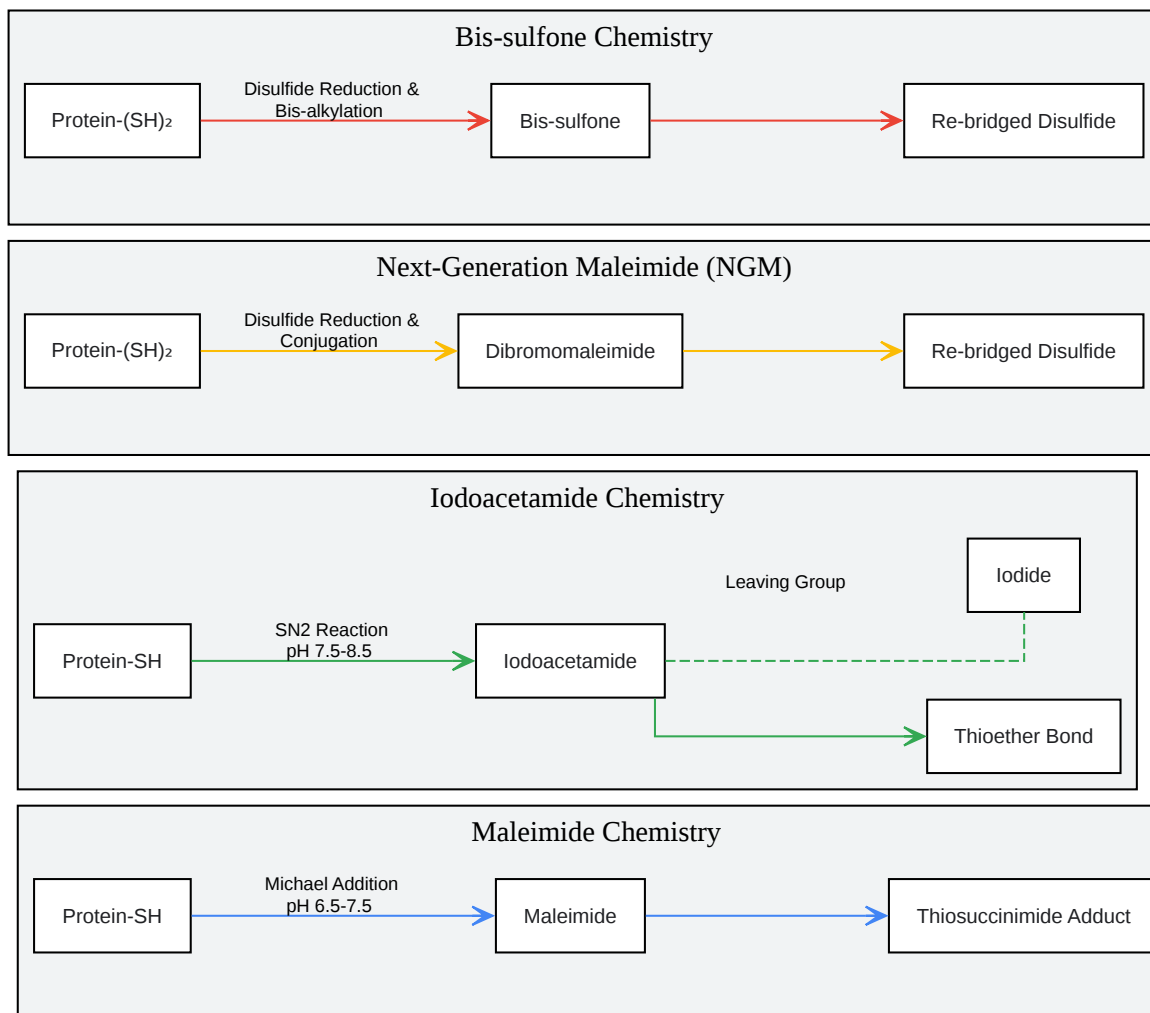 Bis-sulfone Chemistry
Protein-(SH)₂
Disulfide Reduction &
Bis-alkylation
Bis-sulfone
Re-bridged Disulfide
Next-Generation Maleimide (NGM)
Protein-(SH)₂
Disulfide Reduction &
Conjugation
Dibromomaleimide
Re-bridged Disulfide
Iodoacetamide Chemistry
Protein-SH
SN2 Reaction
pH 7.5-8.5
Iodoacetamide
Leaving Group
Iodide
Thioether Bond
Maleimide Chemistry
Protein-SH
Michael Addition
pH 6.5-7.5
Maleimide
Thiosuccinimide Adduct